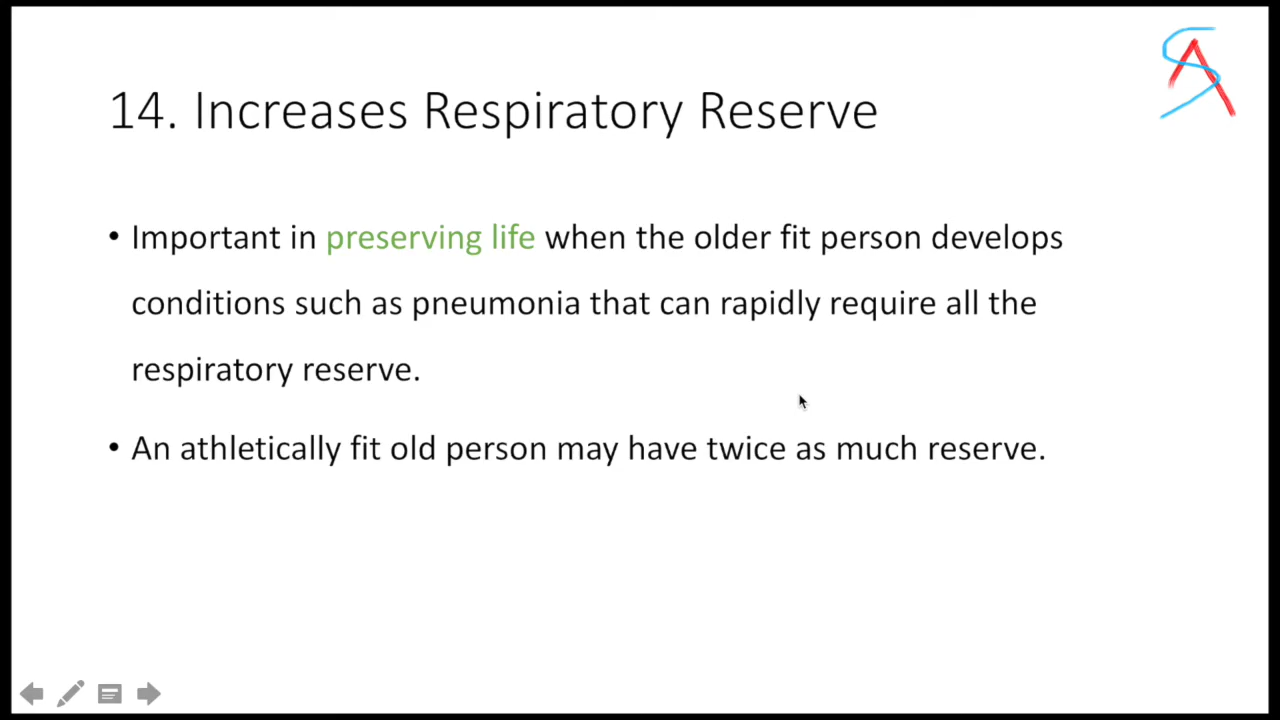 14. Increases Respiratory Reserve
SA
• Important in preserving life when the older fit person develops
conditions such as pneumonia that can rapidly require all the
respiratory reserve.
• An athletically fit old person may have twice as much reserve.